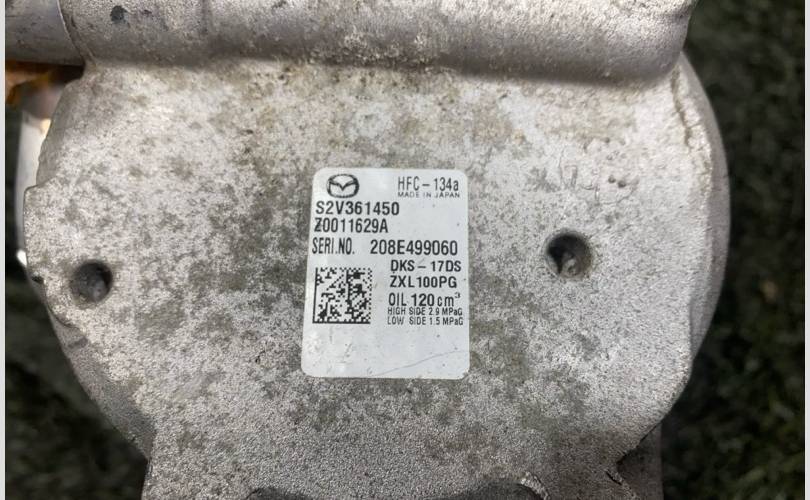 HFC-134a
MADE IN JAPAN
S2V361450
Z0011629A
SERI.NO. 208E499060
DKS-17DS
ZXL100PG
OIL 120cm³
HIGH SIDE 2.9 MPaG
LOW SIDE 1.5 MPaG